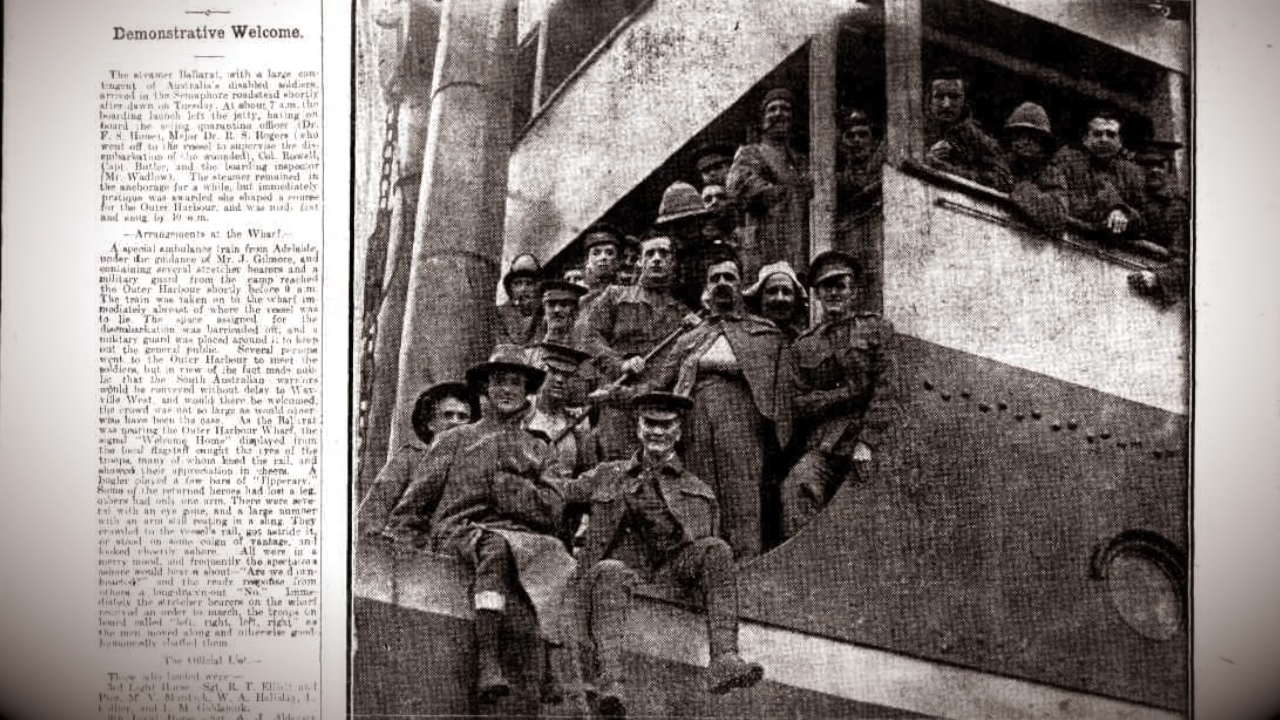 Demonstrative Welcome.
The steamer Ballarat, with a large con-
tingent of Australia's disabled soldiers,
arrived in the Semaphore roadstead shortly
after dawn on Tuesday. At about 7 a.m. the
boarding launch left the jetty, having on
board the acting quarantine officer (Dr.
F. S. Hone), Major Dr. R. S. Rogers (who
went off to the vessel to supervise the dis-
embarkation of the wounded), Col. Rowell,
Capt. Butler, and the boarding inspector
(Mr. Wadlow). The steamer remained in
the anchorage for a while, but immediately
pratique was awarded she shaped a course
for the Outer Harbour, and was made fast
and snug by 10 a.m.
—Arrangements at the Wharf.—
A special ambulance train from Adelaide,
under the guidance of Mr. J. Gilmore, and
containing several stretcher bearers and a
military guard from the camp reached
the Outer Harbour shortly before 9 a.m.
The train was taken on to the wharf im-
mediately abreast of where the vessel was
to lie. The space assigned for the
disembarkation was barricaded off, and a
military guard was placed around it to keep
out the general public. Several persons
went to the Outer Harbour to meet the
soldiers, but in view of the fact made pub-
lic that the South Australian warriors
would be conveyed without delay to Way-
ville West, and would there be welcomed,
the crowd was not so large as would other-
wise have been the case. As the Ballarat
was nearing the Outer Harbour Wharf, the
signal "Welcome Home" displayed from
the local flagstaff caught the eyes of the
troops, many of whom lined the rail, and
showed their appreciation in cheers. A
bugler played a few bars of "Tipperary."
Some of the returned heroes had lost a leg,
others had only one arm. There were seve-
ral with an eye gone, and a large number
with an arm still resting in a sling. They
crowded to the vessel's rail, got astride it,
or stood on some coign of vantage, and
looked cheerily ashore. All were in a
merry mood, and frequently the spectators
ashore would hear a shout—"Are we down-
hearted?" and the ready response from
others a long-drawn-out "No." Imme-
diately the stretcher bearers on the wharf
received an order to march, the troops on
board called "left, right, left, right" as
the men moved along and otherwise good-
humouredly chaffed them.
The Official List.—
Those who landed were—
3rd Light Horse—Sgt. R. T. Elliott and
Ptes. M. V. W. A. Halliday, L.
Collier, and L. M.
A. J.